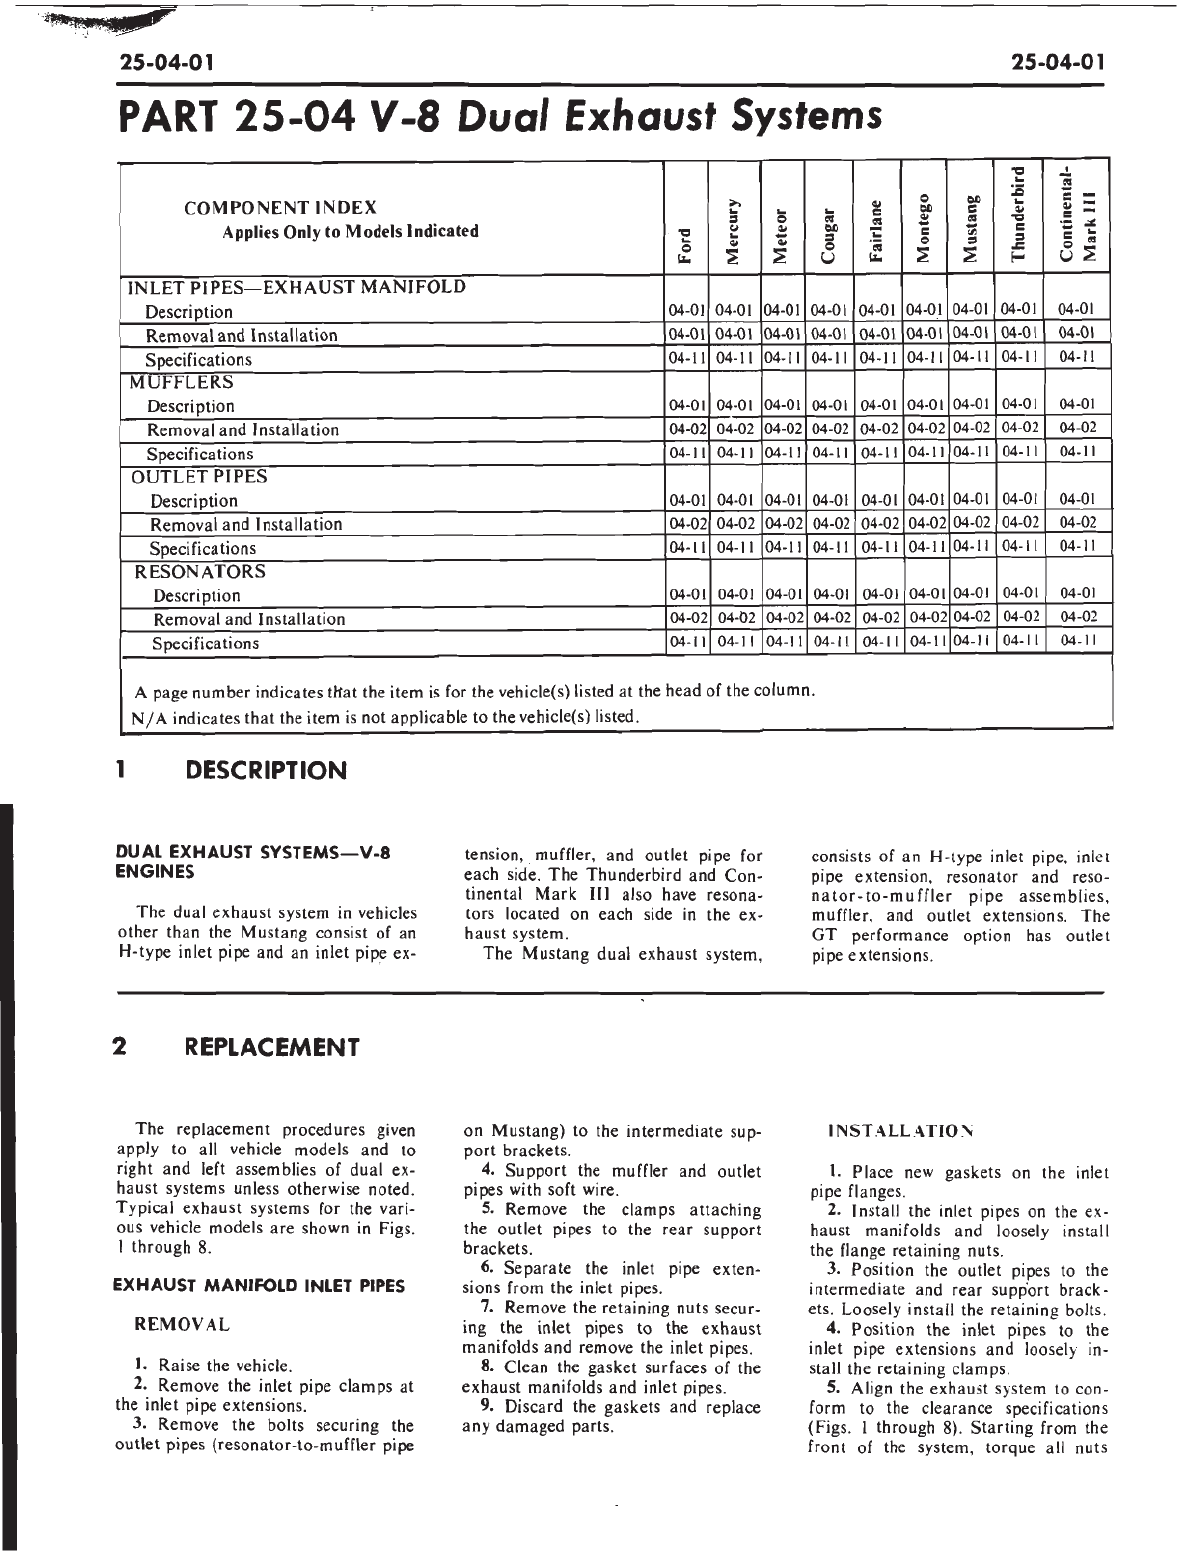 25-04-01 25-04-01
PART 25-04 V-8 Dual Exhaust Systems
COMPONENT INDEX
Applies Only to Models Indicated
Ford
Mercury
Meteor
Cougar
Fairlane
Montego
Mustang
Thunderbird
Continental-
Mark III
INLET PIPES—EXHAUST MANIFOLD
Description 04-01 04-01 04-01 04-01 04-01 04-01 04-01 04-01 04-01
Removal and Installation 04-01 04-01 04-01 04-01 04-01 04-01 04-01 04-01 04-01
Specifications 04-11 04-11 04-11 04-11 04-11 04-11 04-11 04-11 04-11
MUFFLERS
Description 04-01 04-01 04-01 04-01 04-01 04-01 04-01 04-01 04-01
Removal and Installation 04-02 04-02 04-02 04-02 04-02 04-02 04-02 04-02 04-02
Specifications 04-11 04-11 04-11 04-11 04-11 04-11 04-11 04-11 04-11
OUTLET PIPES
Description 04-01 04-01 04-01 04-01 04-01 04-01 04-01 04-01 04-01
Removal and Installation 04-02 04-02 04-02 04-02 04-02 04-02 04-02 04-02 04-02
Specifications 04-11 04-11 04-11 04-11 04-11 04-11 04-11 04-11 04-11
RESONATORS
Description 04-01 04-01 04-01 04-01 04-01 04-01 04-01 04-01 04-01
Removal and Installation 04-02 04-02 04-02 04-02 04-02 04-02 04-02 04-02 04-02
Specifications 04-11 04-11 04-11 04-11 04-11 04-11 04-11 04-11 04-11
A page number indicates that the item is for the vehicle(s) listed at the head of the column.
N/A indicates that the item is not applicable to the vehicle(s) listed.
1 DESCRIPTION
DUAL EXHAUST SYSTEMS—V-8
ENGINES
The dual exhaust system in vehicles
other than the Mustang consist of an
H-type inlet pipe and an inlet pipe ex-
tension, muffler, and outlet pipe for
each side. The Thunderbird and Con-
tinental Mark III also have resona-
tors located on each side in the ex-
haust system.
The Mustang dual exhaust system,
consists of an H-type inlet pipe, inlet
pipe extension, resonator and reso-
nator-to-muffler pipe assemblies,
muffler, and outlet extensions. The
GT performance option has outlet
pipe extensions.
2 REPLACEMENT
The replacement procedures given
apply to all vehicle models and to
right and left assemblies of dual ex-
haust systems unless otherwise noted.
Typical exhaust systems for the vari-
ous vehicle models are shown in Figs.
1 through 8.
EXHAUST MANIFOLD INLET PIPES
REMOVAL
1. Raise the vehicle.
2. Remove the inlet pipe clamps at
the inlet pipe extensions.
3. Remove the bolts securing the
outlet pipes (resonator-to-muffler pipe
on Mustang) to the intermediate sup-
port brackets.
4. Support the muffler and outlet
pipes with soft wire.
5. Remove the clamps attaching
the outlet pipes to the rear support
brackets.
6. Separate the inlet pipe exten-
sions from the inlet pipes.
7. Remove the retaining nuts secur-
ing the inlet pipes to the exhaust
manifolds and remove the inlet pipes.
8. Clean the gasket surfaces of the
exhaust manifolds and inlet pipes.
9. Discard the gaskets and replace
any damaged parts.
INSTALLATION
1. Place new gaskets on the inlet
pipe flanges.
2. Install the inlet pipes on the ex-
haust manifolds and loosely install
the flange retaining nuts.
3. Position the outlet pipes to the
intermediate and rear support brack-
ets. Loosely install the retaining bolts.
4. Position the inlet pipes to the
inlet pipe extensions and loosely in-
stall the retaining clamps.
5. Align the exhaust system to con-
form to the clearance specifications
(Figs. 1 through 8). Starting from the
front of the system, torque all nuts